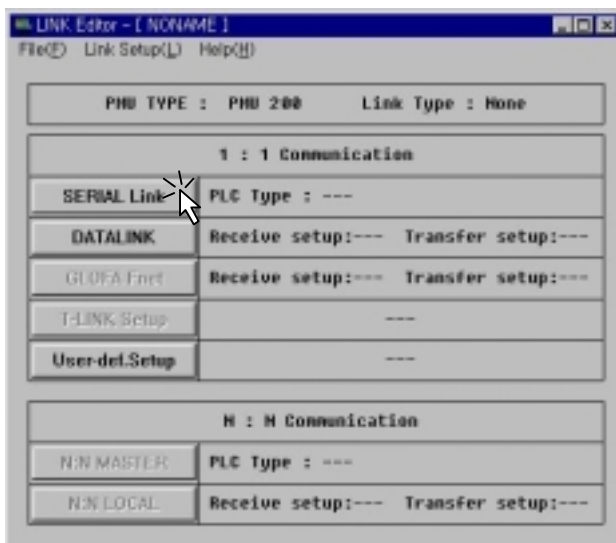 LINK Editor - [ NONAME ]
File(F) Link Setup(L) Help(H)
PMU TYPE : PMU 200 Link Type : None
1 : 1 Communication
SERIAL Link PLC Type : ---
DATALINK Receive setup:--- Transfer setup:---
GLOFA Fnet Receive setup:--- Transfer setup:---
T-LINK Setup ---
User-def.Setup ---
N : N Communication
N:N MASTER PLC Type : ---
N:N LOCAL Receive setup:--- Transfer setup:---